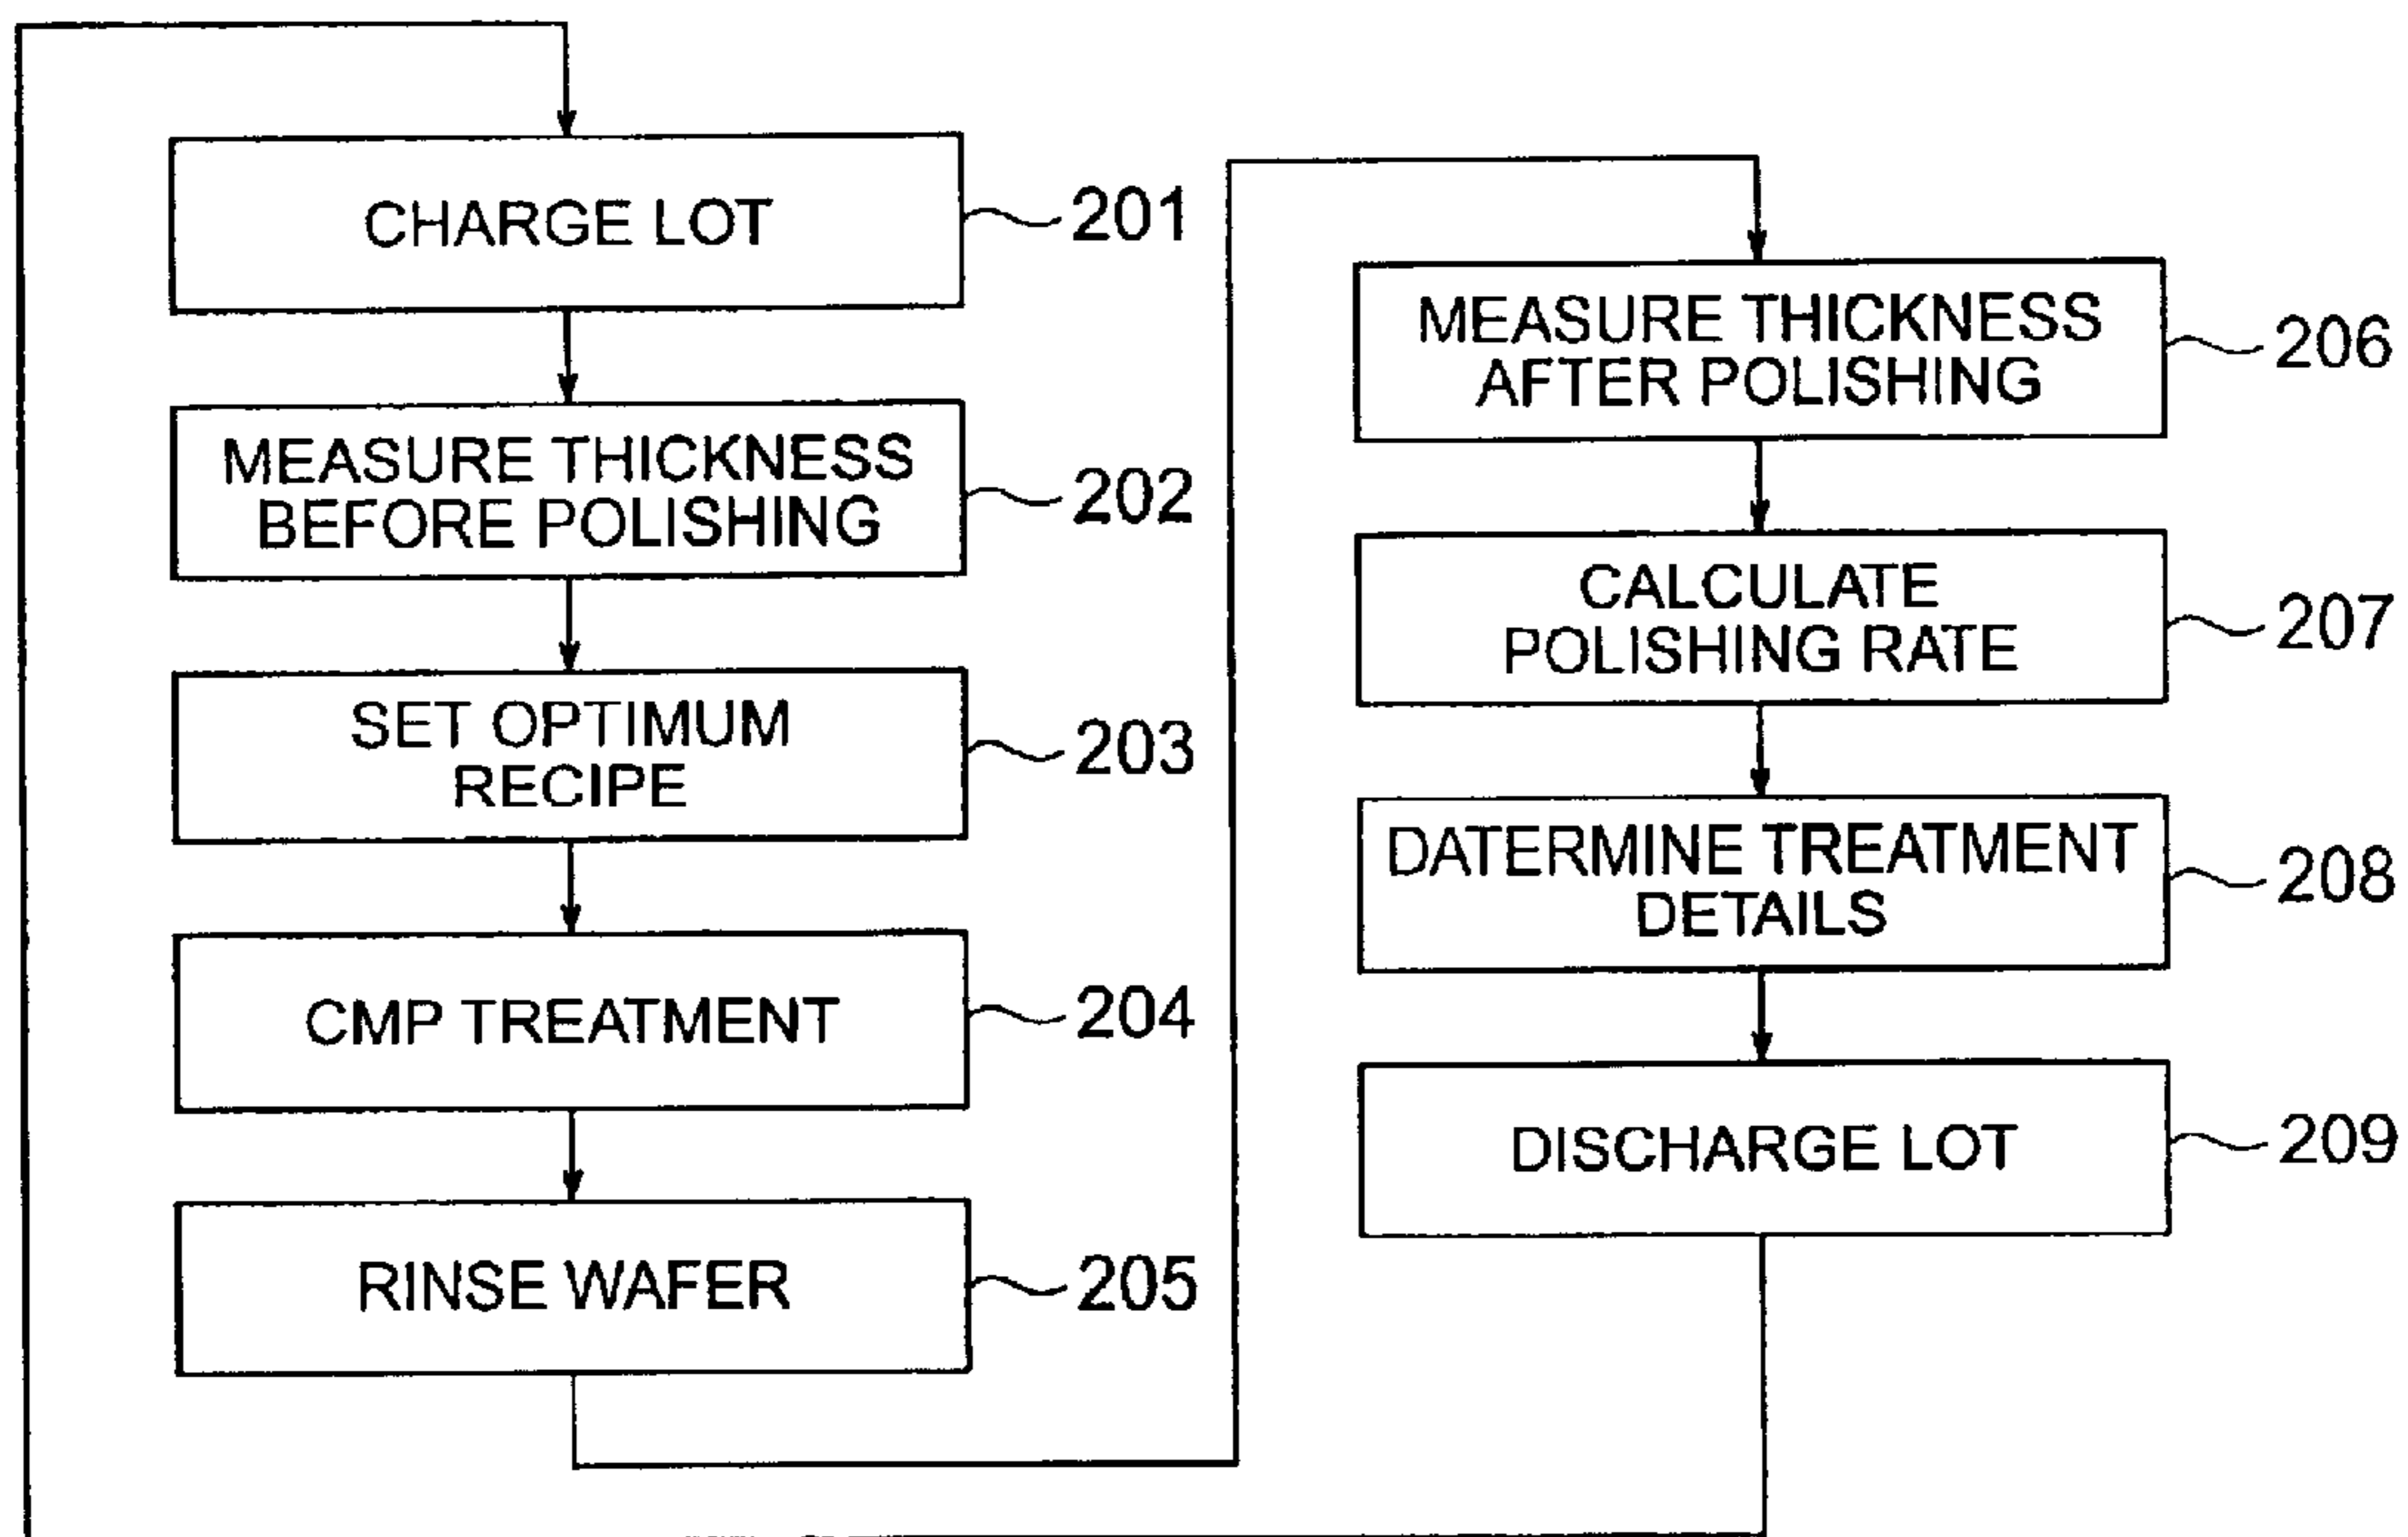 CHARGE LOT
201
MEASURE THICKNESS
BEFORE POLISHING
202
SET OPTIMUM
RECIPE
203
CMP TREATMENT
204
RINSE WAFER
205
MEASURE THICKNESS
AFTER POLISHING
206
CALCULATE
POLISHING RATE
207
DATERMINE TREATMENT
DETAILS
208
DISCHARGE LOT
209